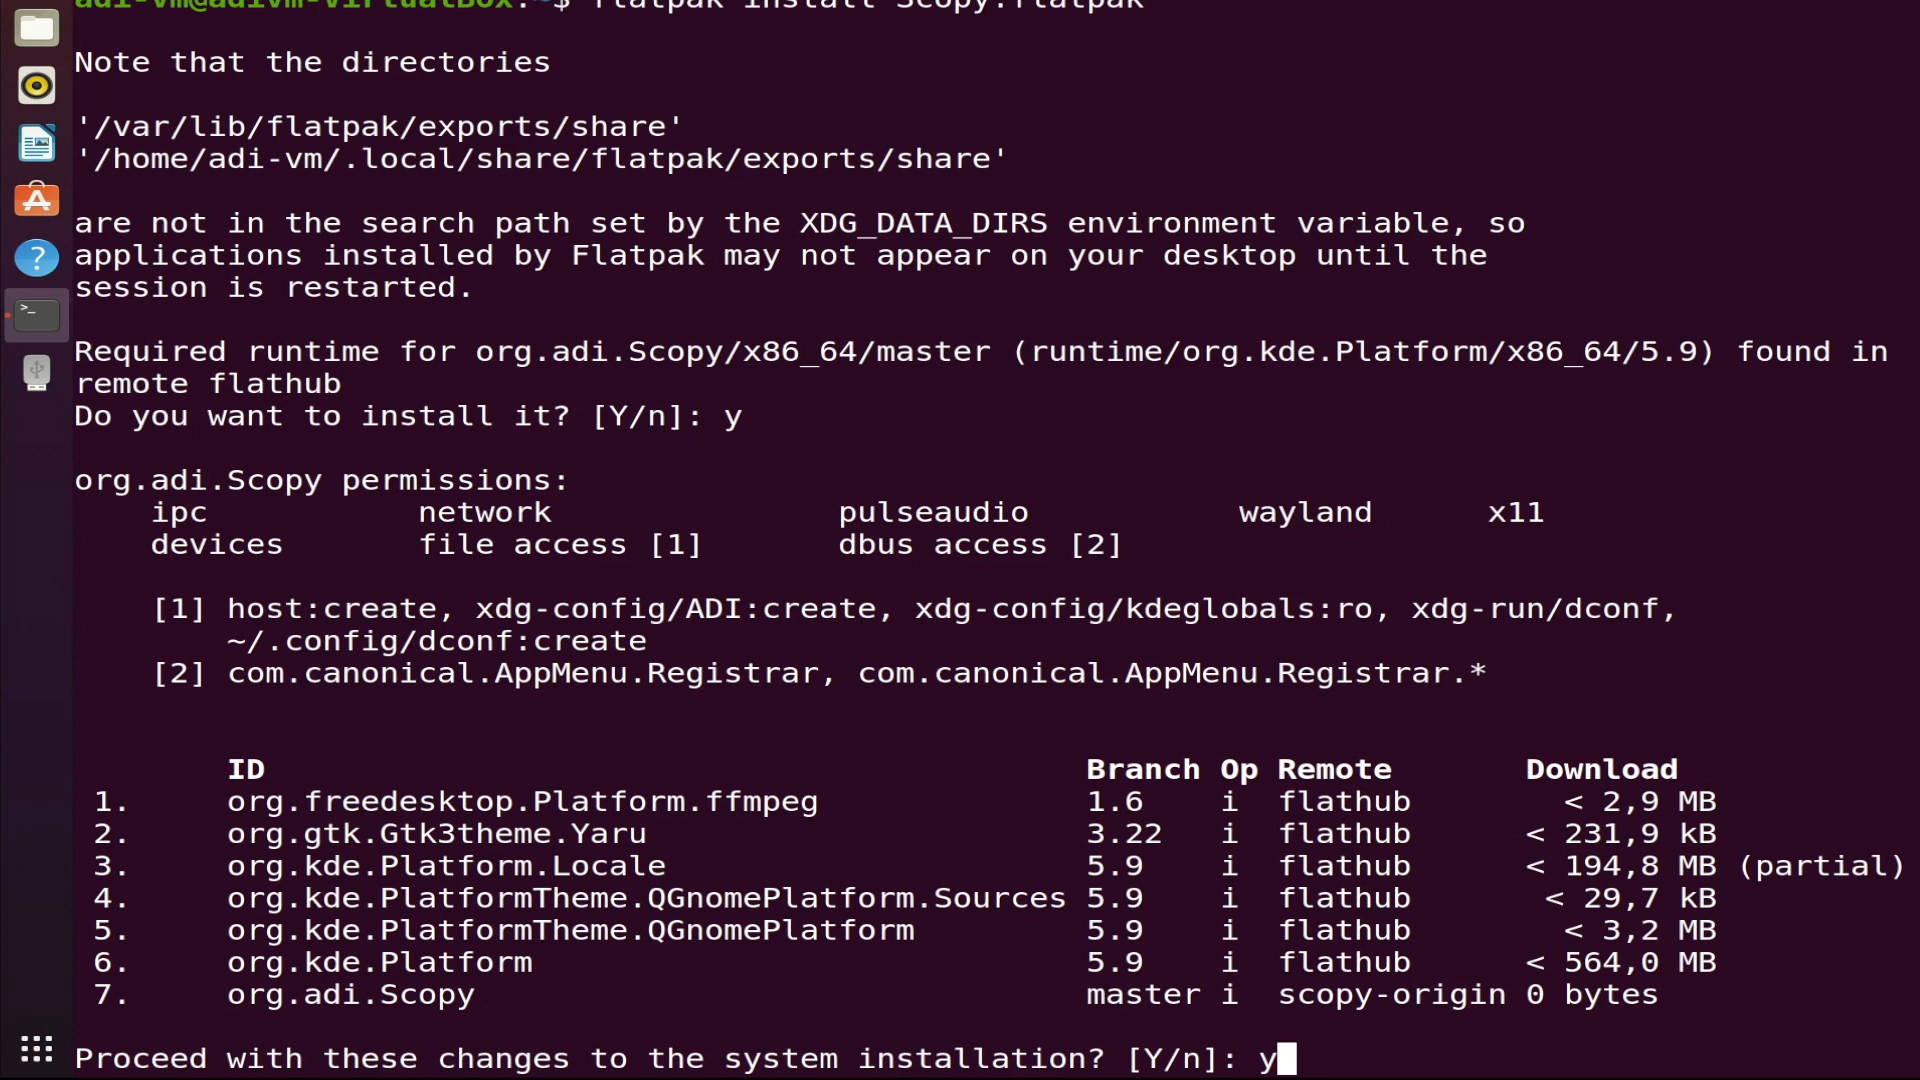 adi-vm@adivm-VirtualBox:~$ flatpak install Scopy.flatpak
Note that the directories
'/var/lib/flatpak/exports/share'
'/home/adi-vm/.local/share/flatpak/exports/share'
are not in the search path set by the XDG_DATA_DIRS environment variable, so
applications installed by Flatpak may not appear on your desktop until the
session is restarted.
Required runtime for org.adi.Scopy/x86_64/master (runtime/org.kde.Platform/x86_64/5.9) found in
remote flathub
Do you want to install it? [Y/n]: y
org.adi.Scopy permissions:
ipc network pulseaudio wayland x11
devices file access [1] dbus access [2]
[1] host:create, xdg-config/ADI:create, xdg-config/kdeglobals:ro, xdg-run/dconf,
~/.config/dconf:create
[2] com.canonical.AppMenu.Registrar, com.canonical.AppMenu.Registrar.*
ID Branch Op Remote Download
1. org.freedesktop.Platform.ffmpeg 1.6 i flathub < 2,9 MB
2. org.gtk.Gtk3theme.Yaru 3.22 i flathub < 231,9 kB
3. org.kde.Platform.Locale 5.9 i flathub < 194,8 MB (partial)
4. org.kde.PlatformTheme.QGnomePlatform.Sources 5.9 i flathub < 29,7 kB
5. org.kde.PlatformTheme.QGnomePlatform 5.9 i flathub < 3,2 MB
6. org.kde.Platform 5.9 i flathub < 564,0 MB
7. org.adi.Scopy master i scopy-origin 0 bytes
Proceed with these changes to the system installation? [Y/n]: y